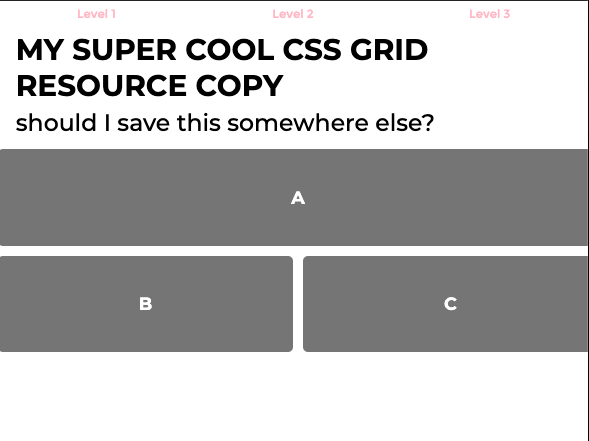 Level 1 Level 2 Level 3
MY SUPER COOL CSS GRID
RESOURCE COPY
should I save this somewhere else?
A
B C